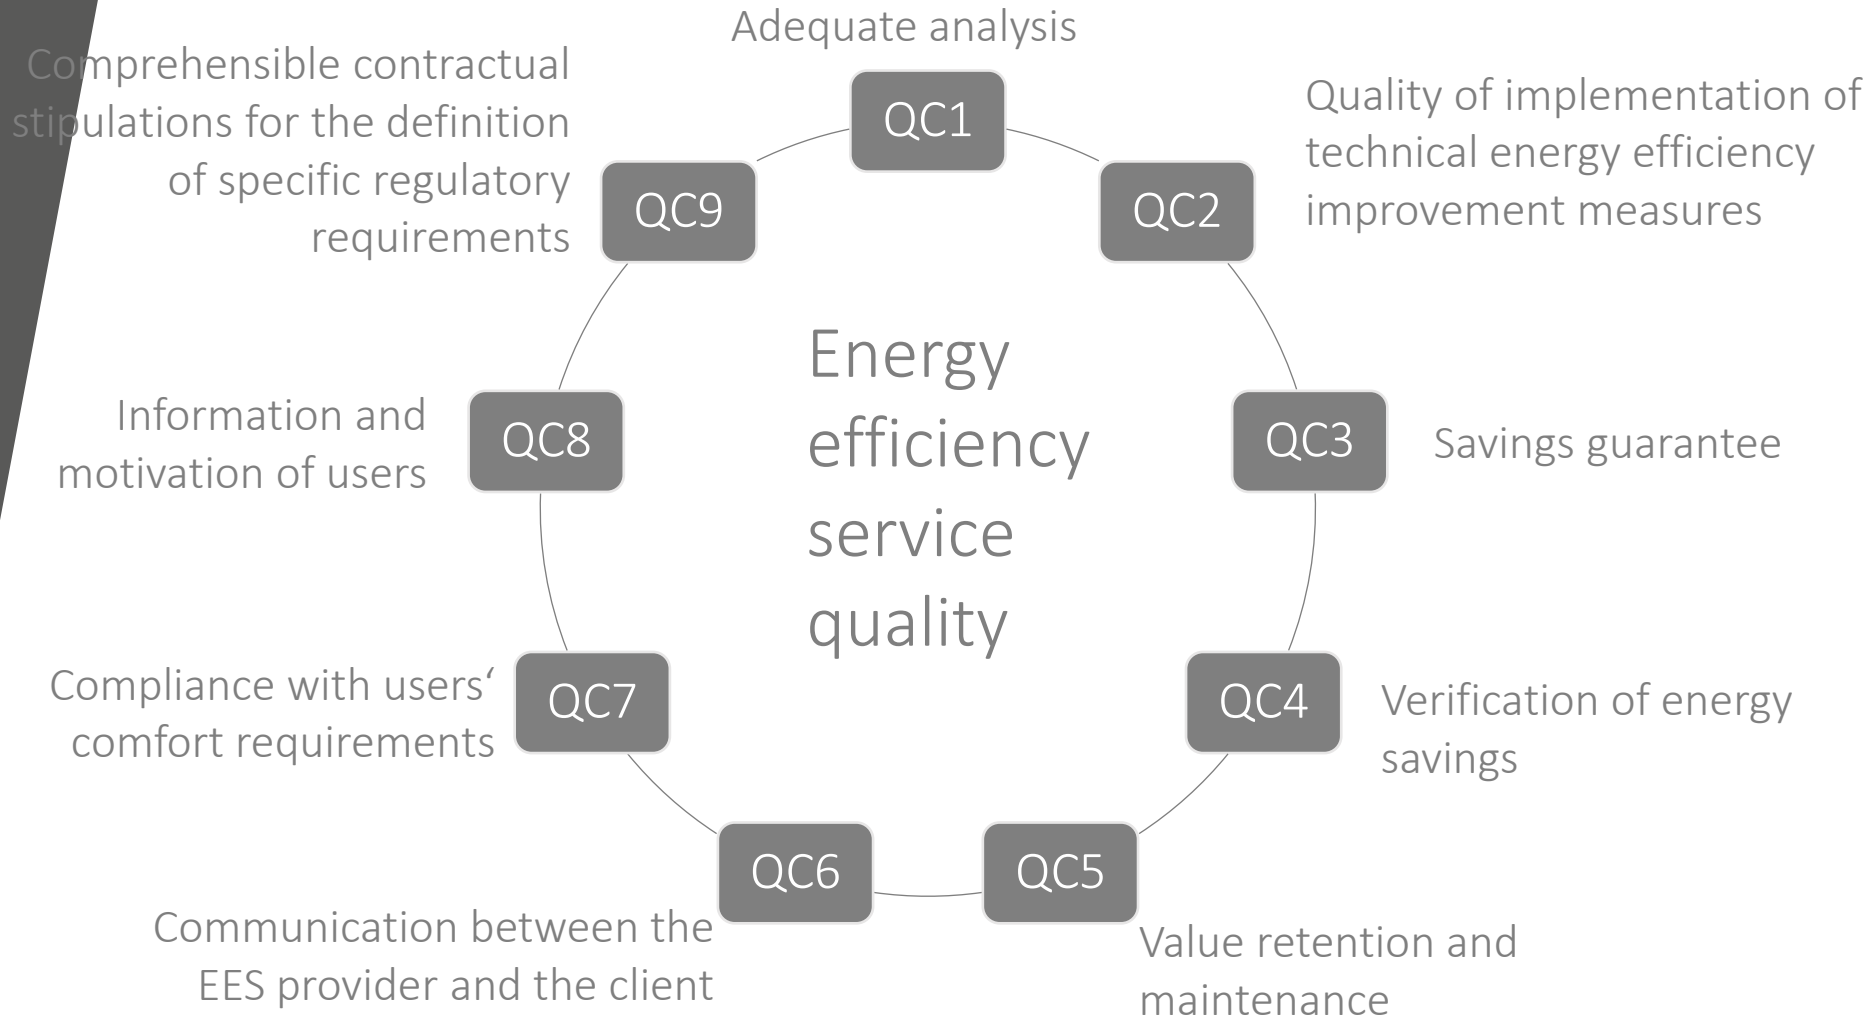 Adequate analysis
QC1
Quality of implementation of
technical energy efficiency
improvement measures
QC2
Savings guarantee
QC3
Verification of energy
savings
QC4
Value retention and
maintenance
QC5
Communication between the
EES provider and the client
QC6
Compliance with users‘
comfort requirements
QC7
Information and
motivation of users
QC8
Comprehensible contractual
stipulations for the definition
of specific regulatory
requirements
QC9
Energy
efficiency
service
quality